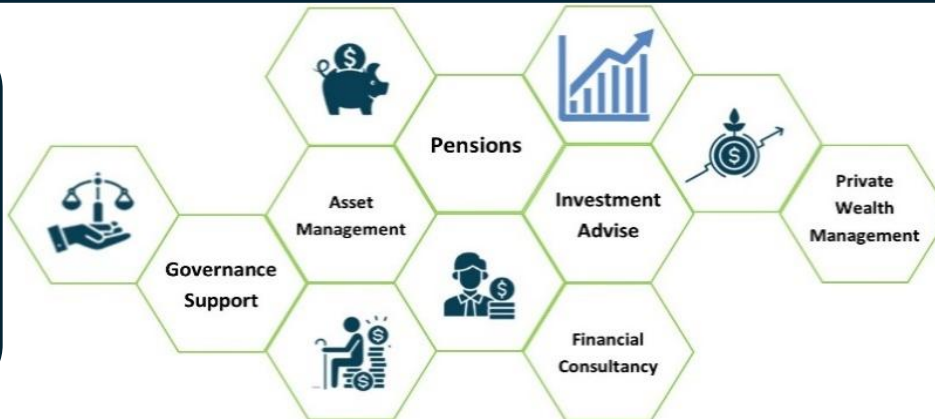 Pensions
Asset
Management
Investment
Advise
Private
Wealth
Management
Governance
Support
Financial
Consultancy